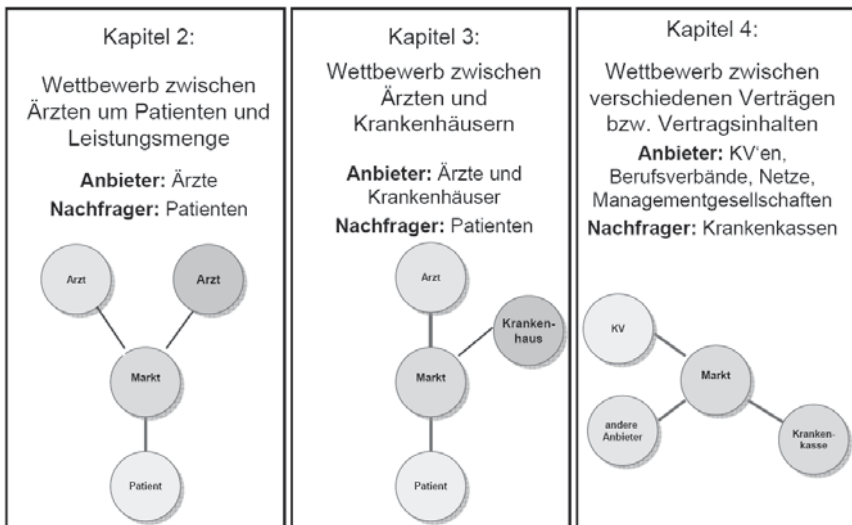 Kapitel 2:
Wettbewerb zwischen
Ärzten um Patienten und
Leistungsmenge
Anbieter: Ärzte
Nachfrager: Patienten
Arzt
Arzt
Markt
Patient
Kapitel 3:
Wettbewerb zwischen
Ärzten und
Krankenhäusern
Anbieter: Ärzte und
Krankenhäuser
Nachfrager: Patienten
Arzt
Kranken-
haus
Markt
Patient
Kapitel 4:
Wettbewerb zwischen
verschiedenen Verträgen
bzw. Vertragsinhalten
Anbieter: KV'en,
Berufsverbände, Netze,
Managementgesellschaften
Nachfrager: Krankenkassen
KV
Markt
andere
Anbieter
Kranken-
kasse